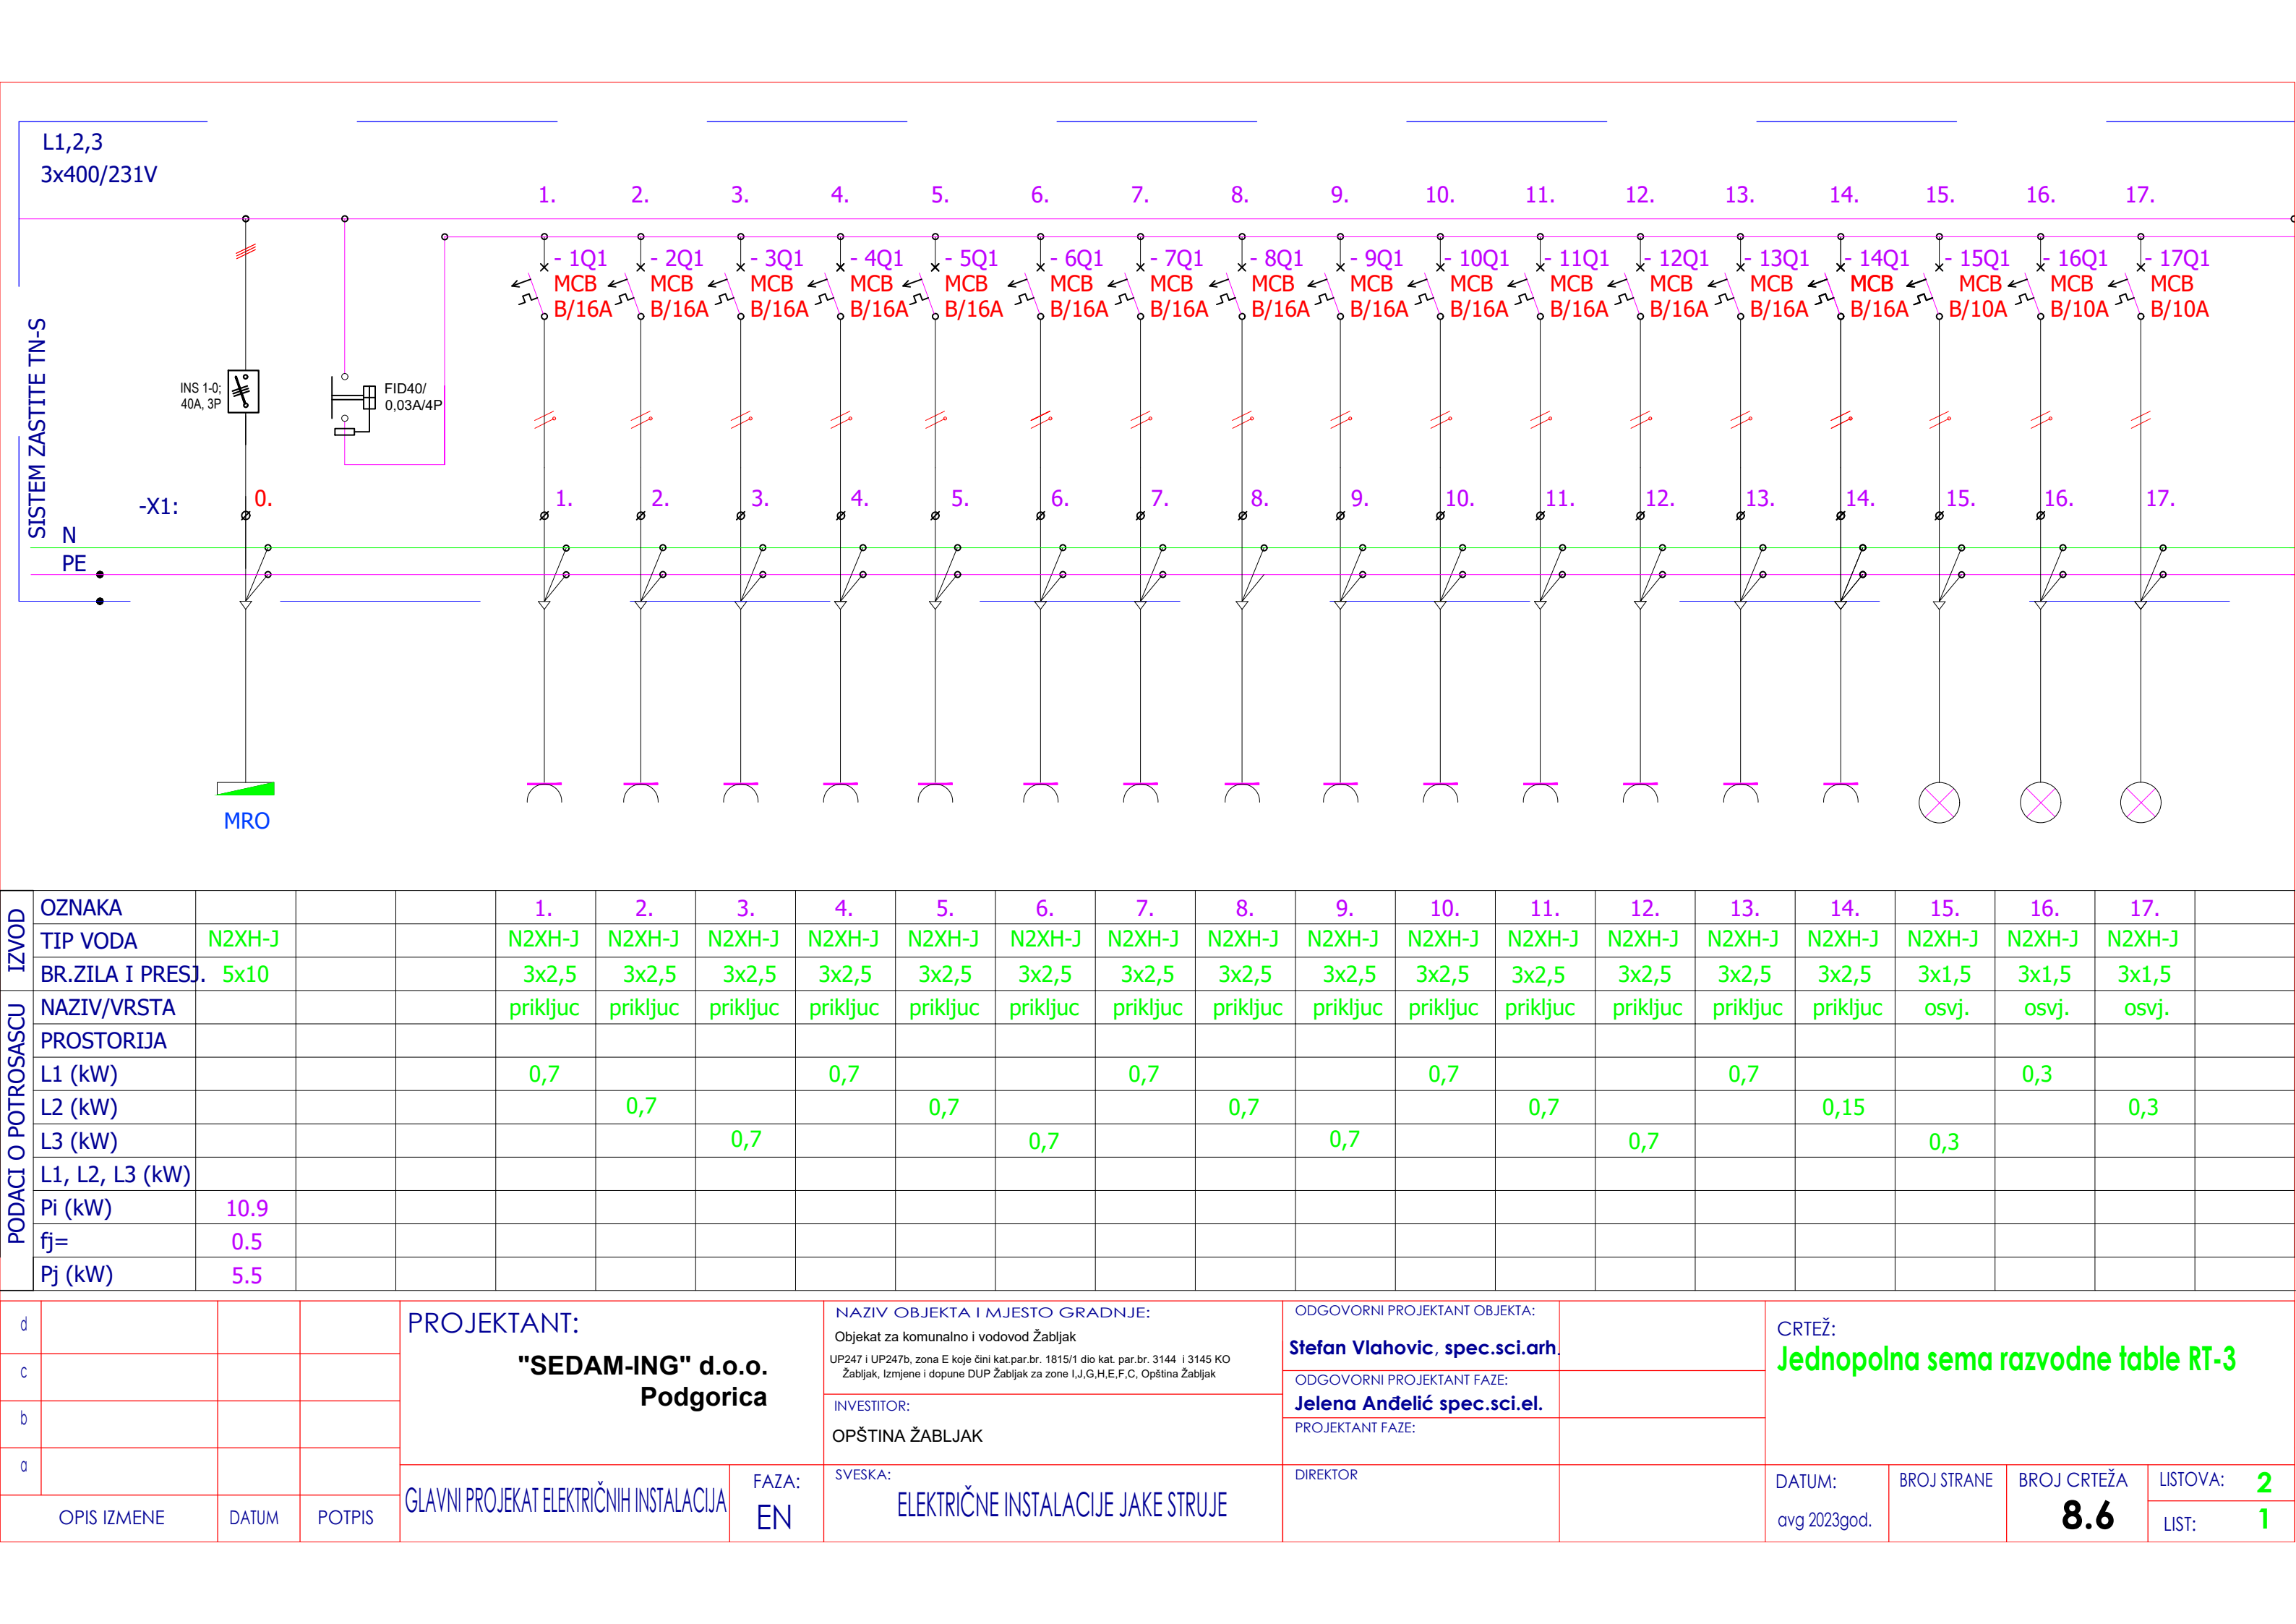 L1,2,3
3x400/231V
1. 2. 3. 4. 5. 6. 7. 8. 9. 10. 11. 12. 13. 14. 15. 16. 17.
- 1Q1 - 2Q1 - 3Q1 - 4Q1 - 5Q1 - 6Q1 - 7Q1 - 8Q1 - 9Q1 - 10Q1 - 11Q1 - 12Q1 - 13Q1 - 14Q1 - 15Q1 - 16Q1 - 17Q1
MCB MCB MCB MCB MCB MCB MCB MCB MCB MCB MCB MCB MCB MCB MCB MCB MCB
B/16A B/16A B/16A B/16A B/16A B/16A B/16A B/16A B/16A B/16A B/16A B/16A B/16A B/16A B/10A B/10A B/10A
SISTEM ZASTITE TN-S
INS 1-0;
40A, 3P
FID40/
0,03A/4P
-X1: 0. 1. 2. 3. 4. 5. 6. 7. 8. 9. 10. 11. 12. 13. 14. 15. 16. 17.
N
PE
MRO
IZVOD
OZNAKA 1. 2. 3. 4. 5. 6. 7. 8. 9. 10. 11. 12. 13. 14. 15. 16. 17.
TIP VODA N2XH-J N2XH-J N2XH-J N2XH-J N2XH-J N2XH-J N2XH-J N2XH-J N2XH-J N2XH-J N2XH-J N2XH-J N2XH-J N2XH-J N2XH-J N2XH-J N2XH-J N2XH-J
BR.ZILA I PRESJ. 5x10 3x2,5 3x2,5 3x2,5 3x2,5 3x2,5 3x2,5 3x2,5 3x2,5 3x2,5 3x2,5 3x2,5 3x2,5 3x2,5 3x2,5 3x1,5 3x1,5 3x1,5
PODACI O POTROSASCU
NAZIV/VRSTA prikljuc prikljuc prikljuc prikljuc prikljuc prikljuc prikljuc prikljuc prikljuc prikljuc prikljuc prikljuc prikljuc prikljuc osvj. osvj. osvj.
PROSTORIJA
L1 (kW) 0,7 0,7 0,7 0,7 0,7 0,3
L2 (kW) 0,7 0,7 0,7 0,7 0,15 0,3
L3 (kW) 0,7 0,7 0,7 0,7 0,3
L1, L2, L3 (kW)
Pi (kW) 10.9
fj= 0.5
Pj (kW) 5.5
d
c
b
a
OPIS IZMENE DATUM POTPIS
PROJEKTANT:
"SEDAM-ING" d.o.o.
Podgorica
GLAVNI PROJEKAT ELEKTRIČNIH INSTALACIJA
FAZA:
EN
NAZIV OBJEKTA I MJESTO GRADNJE:
Objekat za komunalno i vodovod Žabljak
UP247 i UP247b, zona E koje čini kat.par.br. 1815/1 dio kat. par.br. 3144 i 3145 KO
Žabljak, Izmjene i dopune DUP Žabljak za zone I,J,G,H,E,F,C, Opština Žabljak
INVESTITOR:
OPŠTINA ŽABLJAK
SVESKA:
ELEKTRIČNE INSTALACIJE JAKE STRUJE
ODGOVORNI PROJEKTANT OBJEKTA:
Stefan Vlahovic, spec.sci.arh.
ODGOVORNI PROJEKTANT FAZE:
Jelena Anđelić spec.sci.el.
PROJEKTANT FAZE:
DIREKTOR
CRTEŽ:
Jednopolna sema razvodne table RT-3
DATUM:
avg 2023god.
BROJ STRANE
BROJ CRTEŽA
8.6
LISTOVA: 2
LIST: 1